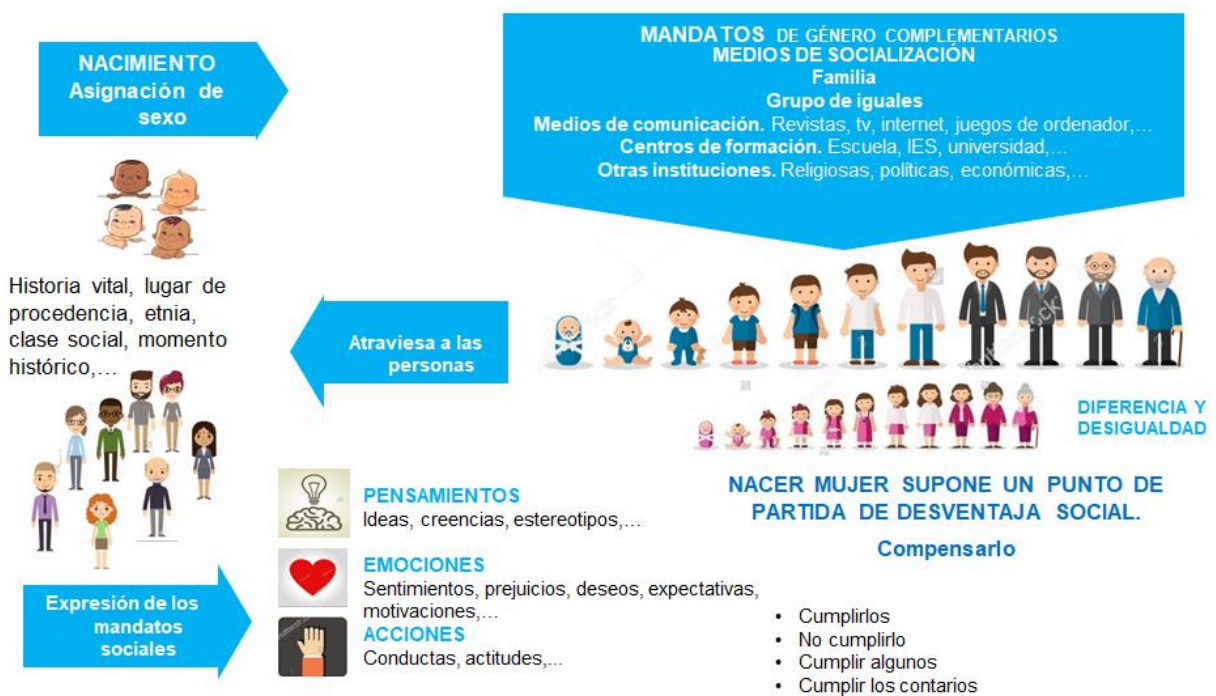 NACIMIENTO
Asignación de
sexo
MANDATOS DE GÉNERO COMPLEMENTARIOS
MEDIOS DE SOCIALIZACIÓN
Familia
Grupo de iguales
Medios de comunicación. Revistas, tv, internet, juegos de ordenador,...
Centros de formación. Escuela, IES, universidad,...
Otras instituciones. Religiosas, políticas, económicas,...
Historia vital, lugar de
procedencia, etnia,
clase social, momento
histórico,...
Atraviesa a las
personas
DIFERENCIA Y
DESIGUALDAD
NACER MUJER SUPONE UN PUNTO DE
PARTIDA DE DESVENTAJA SOCIAL.
Compensarlo
PENSAMIENTOS
Ideas, creencias, estereotipos,...
EMOCIONES
Sentimientos, prejuicios, deseos, expectativas,
motivaciones,...
ACCIONES
Conductas, actitudes,...
Expresión de los
mandatos
sociales
• Cumplirlos
• No cumplirlo
• Cumplir algunos
• Cumplir los contarios